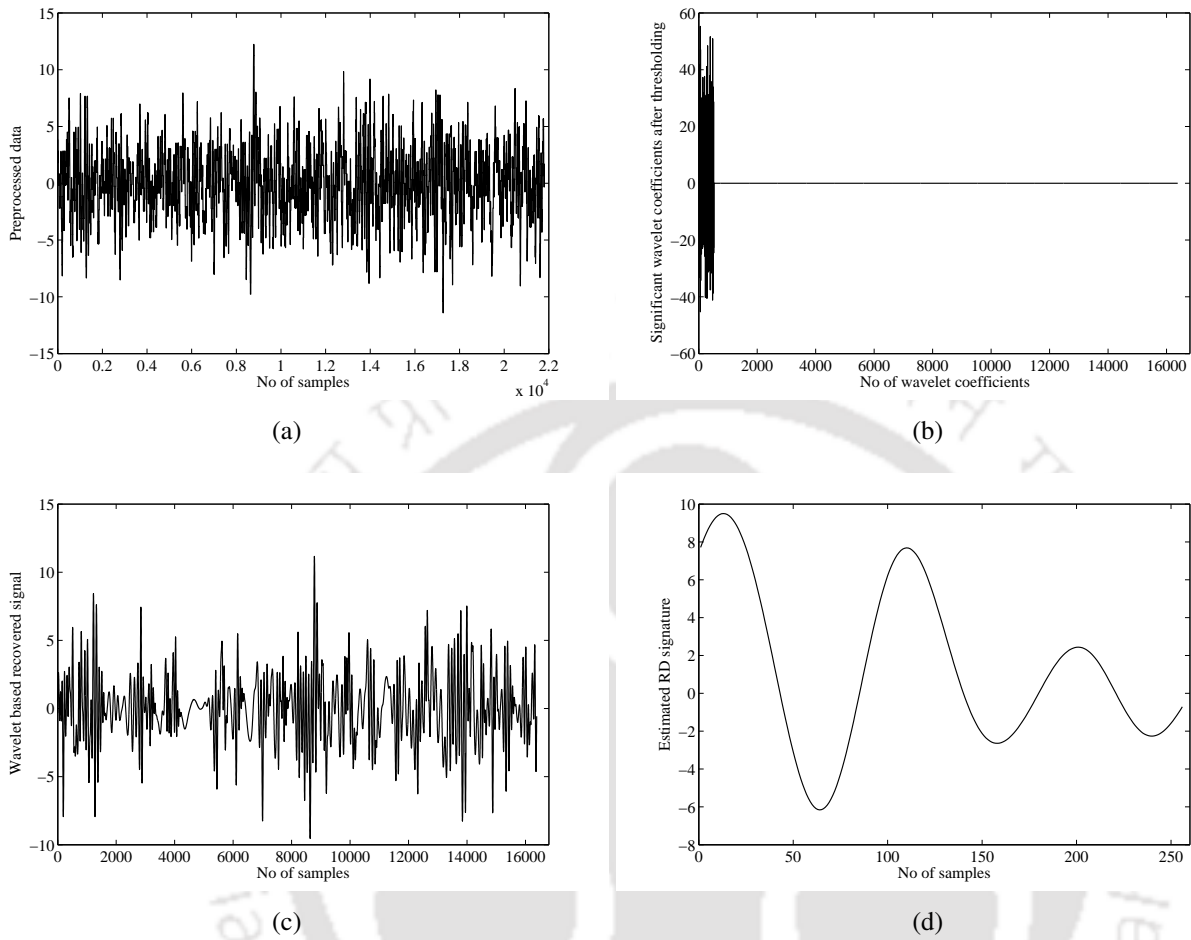 15
10
5
0
−5
−10
−15
Preprocessed data
0 0.2 0.4 0.6 0.8 1 1.2 1.4 1.6 1.8 2 2.2
No of samples
x 10⁴
(a)
60
40
20
0
−20
−40
−60
Significant wavelet coefficients after thresholding
0 2000 4000 6000 8000 10000 12000 14000 16000
No of wavelet coefficients
(b)
15
10
5
0
−5
−10
Wavelet based recovered signal
0 2000 4000 6000 8000 10000 12000 14000 16000
No of samples
(c)
10
8
6
4
2
0
−2
−4
−6
−8
Estimated RD signature
0 50 100 150 200 250
No of samples
(d)